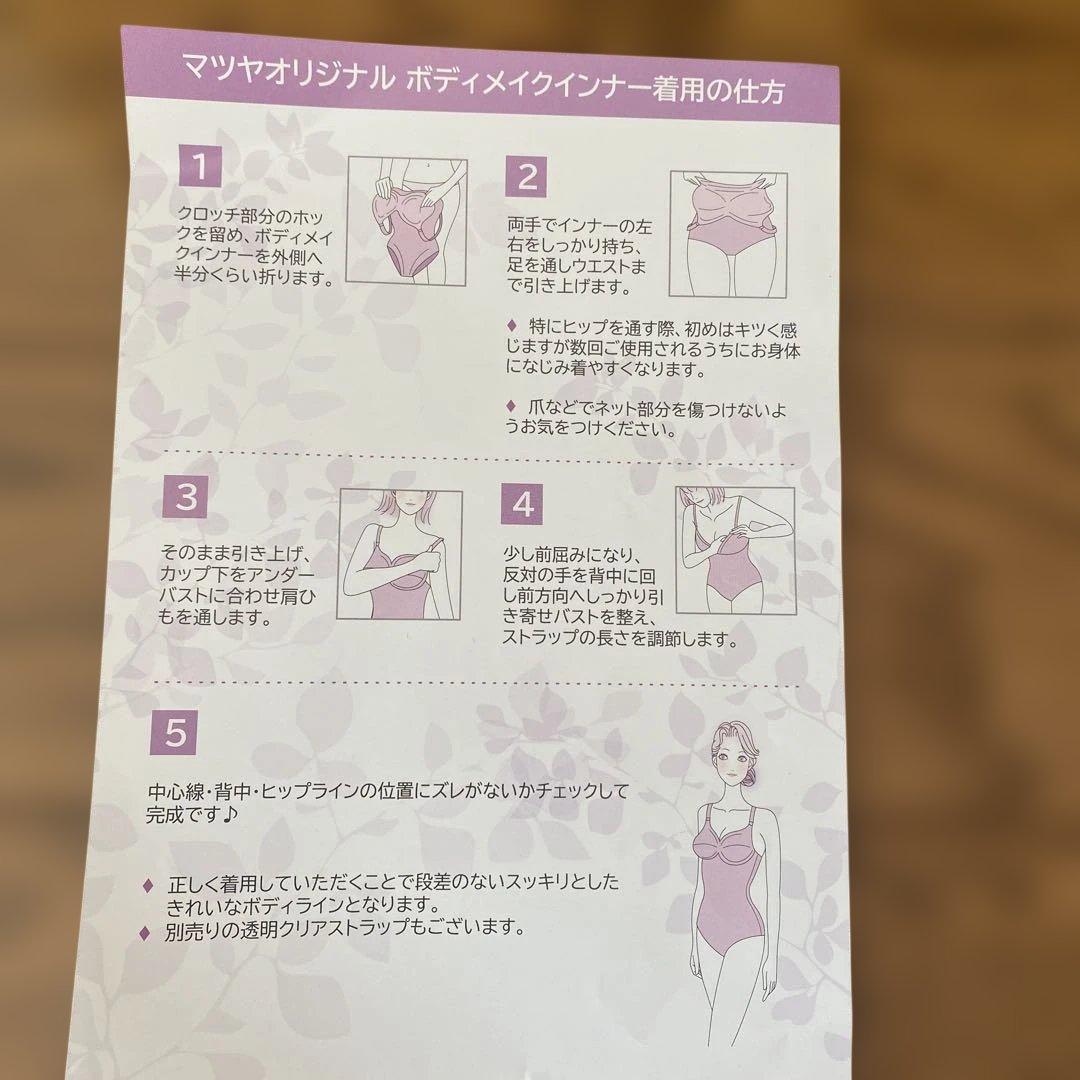 マツヤオリジナル ボディメイクインナー着用の仕方
1
クロッチ部分のホッ
クを留め、ボディメイ
クインナーを外側へ
半分くらい折ります。
2
両手でインナーの左
右をしっかり持ち、
足を通しウエストま
で引き上げます。
♦ 特にヒップを通す際、初めはキツく感
じますが数回ご使用されるうちにお身体
になじみ着やすくなります。
♦ 爪などでネット部分を傷つけないよ
うお気をつけください。
3
そのまま引き上げ、
カップ下をアンダー
バストに合わせ肩ひ
もを通します。
4
少し前屈みになり、
反対の手を背中に回
し前方向へしっかり引
き寄せバストを整え、
ストラップの長さを調節します。
5
中心線・背中・ヒップラインの位置にズレがないかチェックして
完成です♪
♦ 正しく着用していただくことで段差のないスッキリとした
きれいなボディラインとなります。
♦ 別売りの透明クリアストラップもございます。